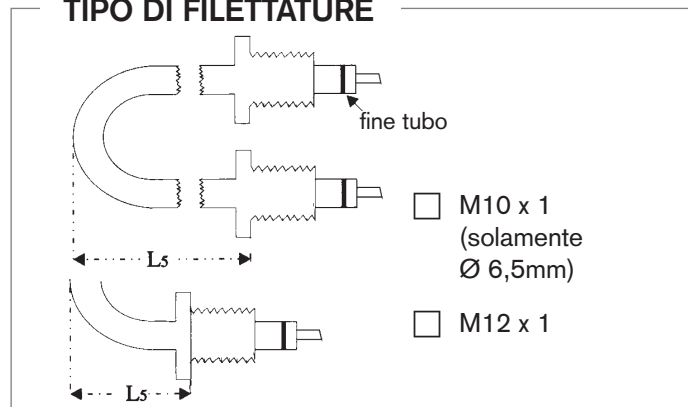 TIPO DI FILETTATURE
fine tubo
M10 x 1
(solamente
Ø 6,5mm)
L5
M12 x 1
L5